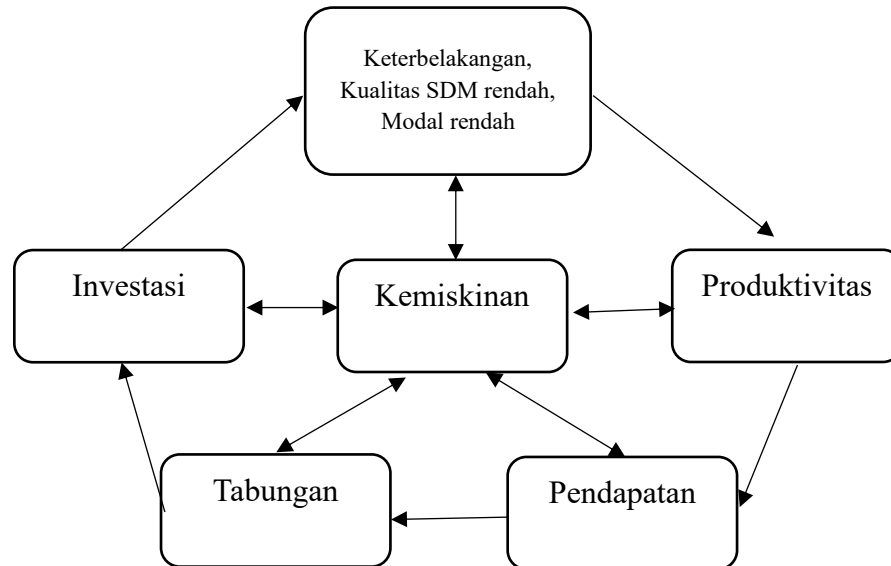 Keterbelakangan,
Kualitas SDM rendah,
Modal rendah
Investasi
Kemiskinan
Produktivitas
Tabungan
Pendapatan